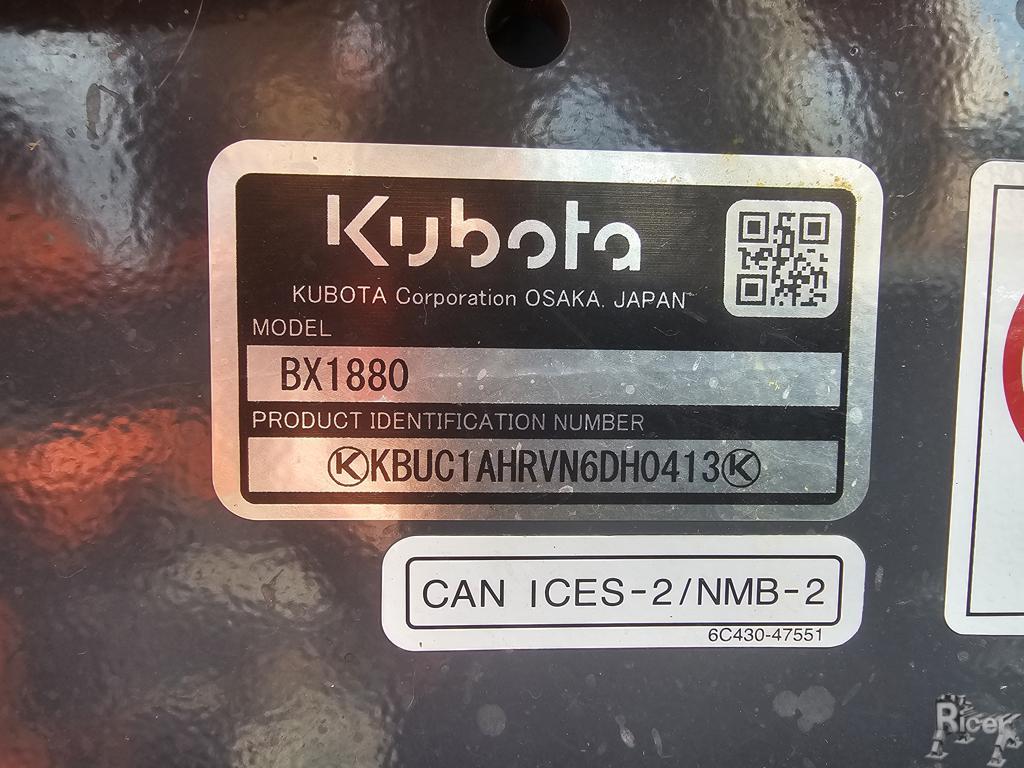 Kubota
KUBOTA Corporation OSAKA, JAPAN
MODEL
BX1880
PRODUCT IDENTIFICATION NUMBER
KKBUC1AHRVN6DH0413K
CAN ICES-2/NMB-2
6C430-47551
Ricer